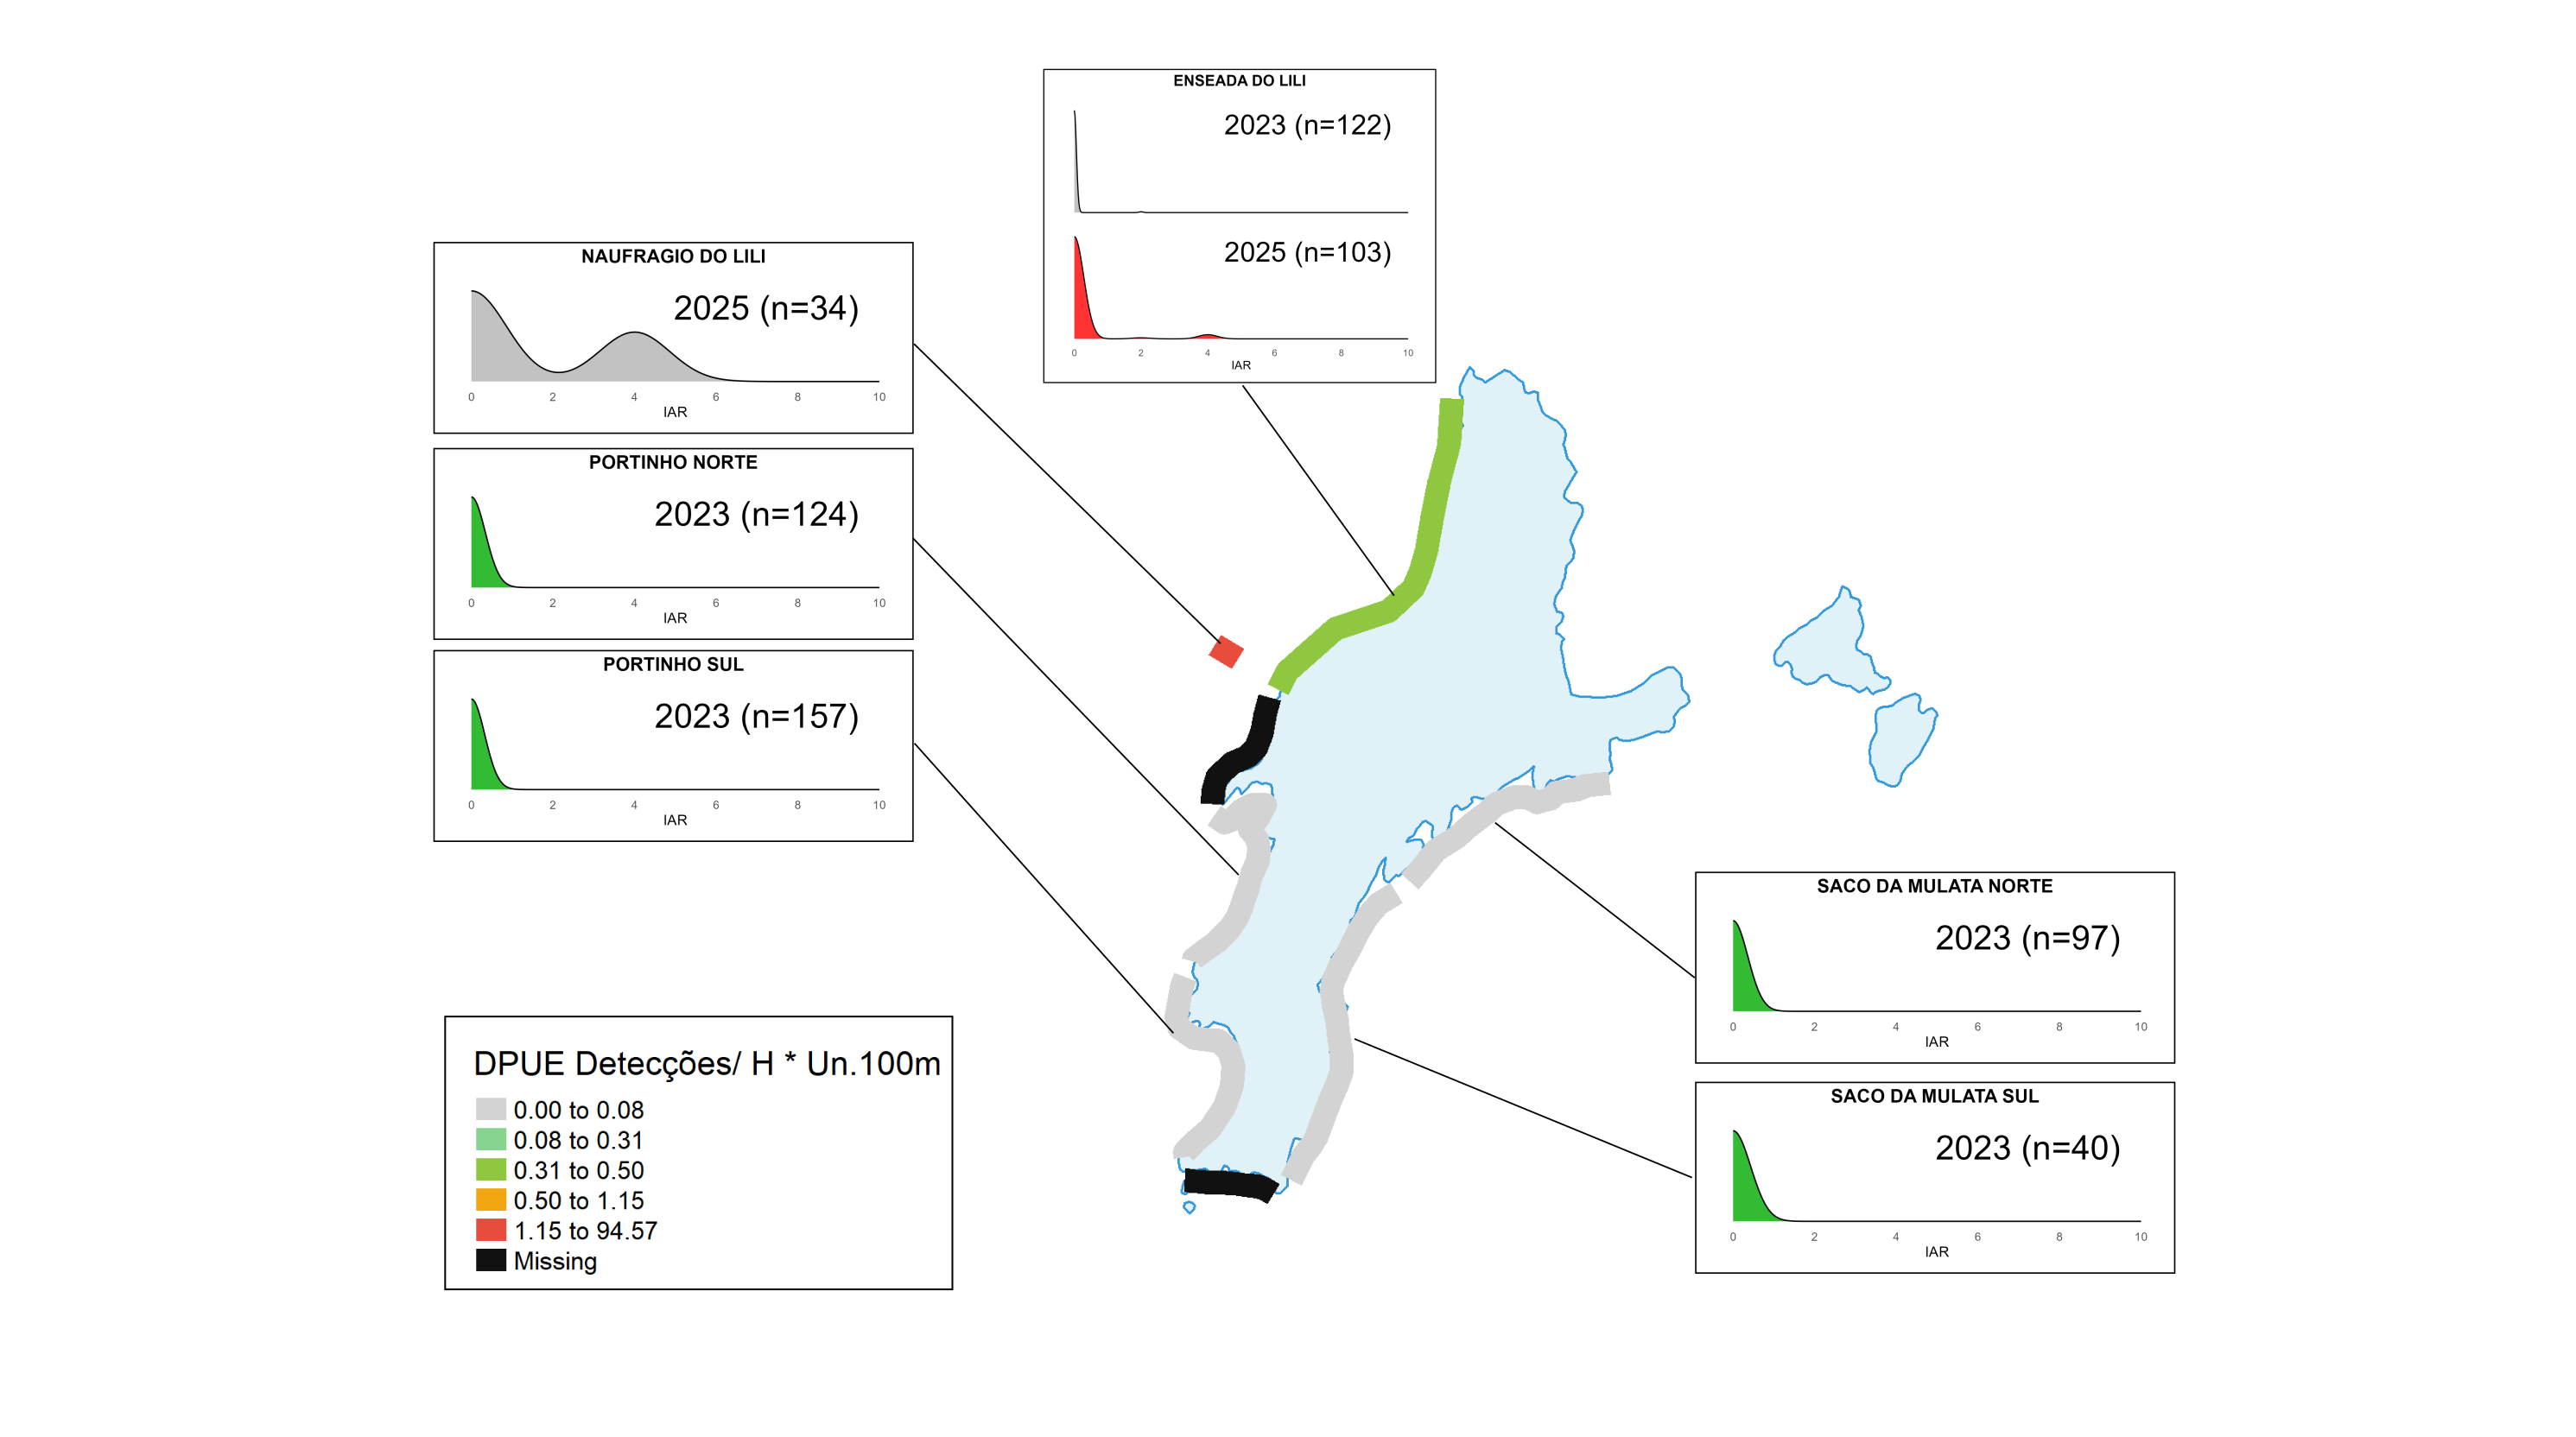 ENSEADA DO LILI
2023 (n=122)
2025 (n=103)
0 2 4 6 8 10
IAR
NAUFRAGIO DO LILI
2025 (n=34)
0 2 4 6 8 10
IAR
PORTINHO NORTE
2023 (n=124)
0 2 4 6 8 10
IAR
PORTINHO SUL
2023 (n=157)
0 2 4 6 8 10
IAR
SACO DA MULATA NORTE
2023 (n=97)
0 2 4 6 8 10
IAR
SACO DA MULATA SUL
2023 (n=40)
0 2 4 6 8 10
IAR
DPUE Detecções/ H * Un.100m
0.00 to 0.08
0.08 to 0.31
0.31 to 0.50
0.50 to 1.15
1.15 to 94.57
Missing